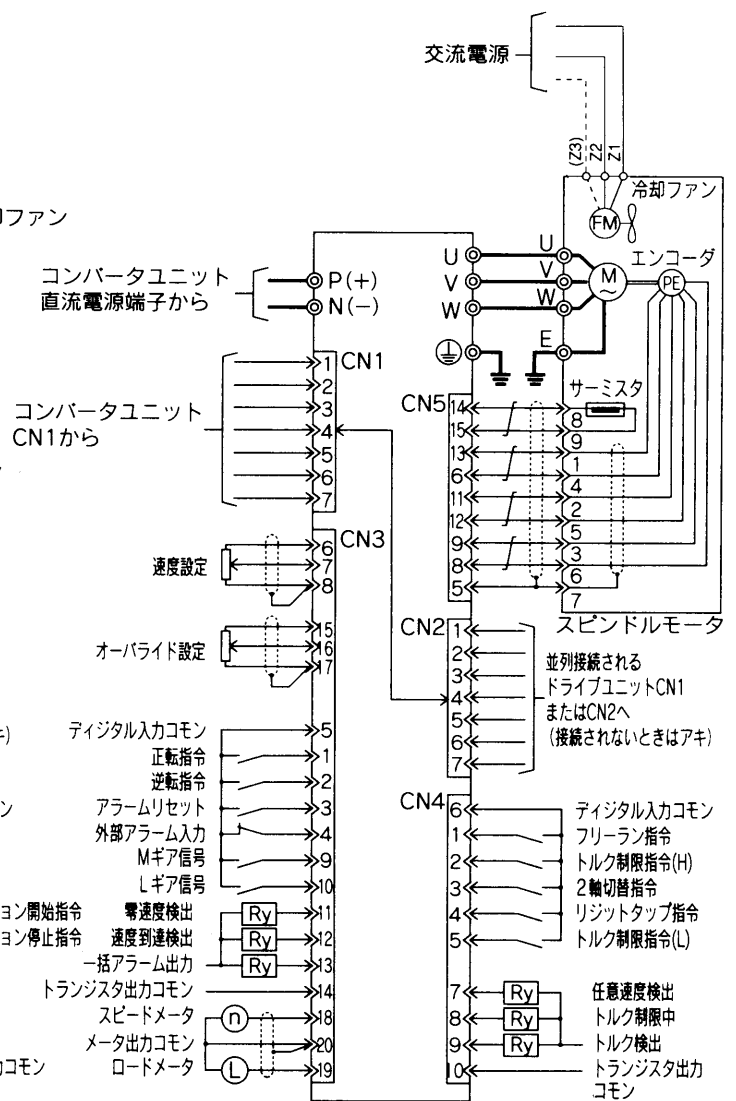 交流電源
(Z3)
Z2
Z1
冷却ファン
FM
ファン
コンバータユニット
直流電源端子から
P(+)
N(−)
U
V
W
U
V
W
E
M
~
エンコーダ
PE
コンバータユニット
CN1から
CN1
1
2
3
4
5
6
7
CN5
14
15
13
6
11
12
9
8
5
サーミスタ
8
9
1
4
2
5
3
6
7
スピンドルモータ
CN3
速度設定
6
7
8
オーバライド設定
15
16
17
CN2
1
2
3
4
5
6
7
並列接続される
ドライブユニットCN1
またはCN2へ
(接続されないときはアキ)
ディジタル入力コモン 5
正転指令 1
逆転指令 2
アラームリセット 3
外部アラーム入力 4
Mギア信号 9
Lギア信号 10
ョン開始指令 零速度検出 Ry 11
ョン停止指令 速度到達検出 Ry 12
一括アラーム出力 Ry 13
トランジスタ出力コモン 14
スピードメータ n 18
メータ出力コモン 20
カコモン ロードメータ L 19
CN4
6 ディジタル入力コモン
1 フリーラン指令
2 トルク制限指令(H)
3 2軸切替指令
4 リジットタップ指令
5 トルク制限指令(L)
7 Ry 任意速度検出
8 Ry トルク制限中
9 Ry トルク検出
10 トランジスタ出力
コモン